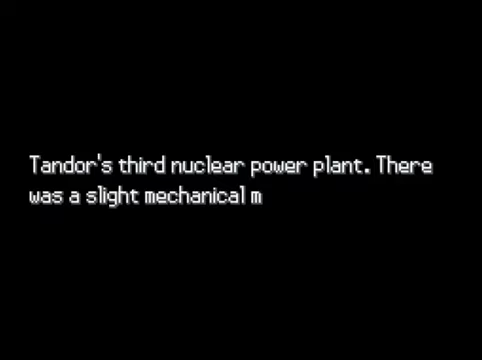 Tandor's third nuclear power plant. There
was a slight mechanical m